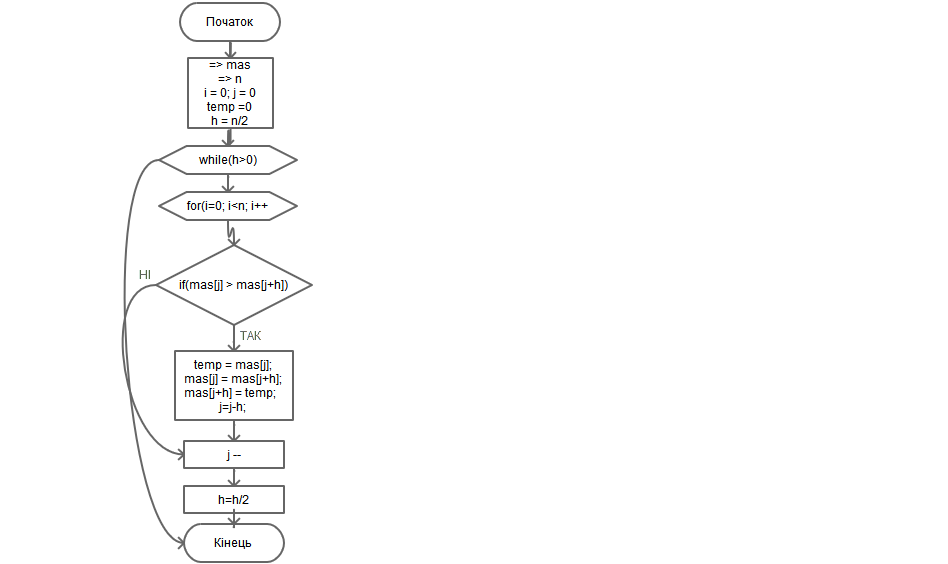 Початок
=> mas
=> n
i = 0; j = 0
temp =0
h = n/2
while(h>0)
for(i=0; i<n; i++
НІ
if(mas[j] > mas[j+h])
ТАК
temp = mas[j];
mas[j] = mas[j+h];
mas[j+h] = temp;
j=j-h;
j --
h=h/2
Кінець